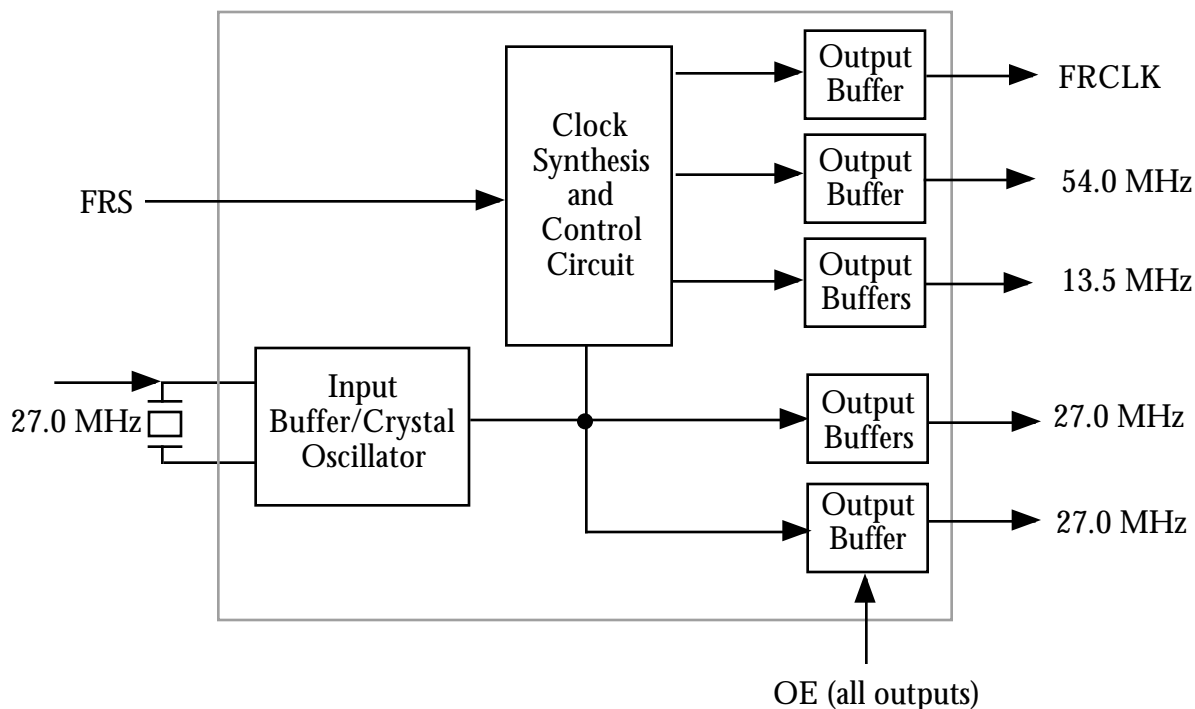 Output
Buffer
FRCLK
Clock
Synthesis
and
Control
Circuit
Output
Buffer
54.0 MHz
FRS
Output
Buffers
13.5 MHz
27.0 MHz
Input
Buffer/Crystal
Oscillator
Output
Buffers
27.0 MHz
Output
Buffer
27.0 MHz
OE (all outputs)